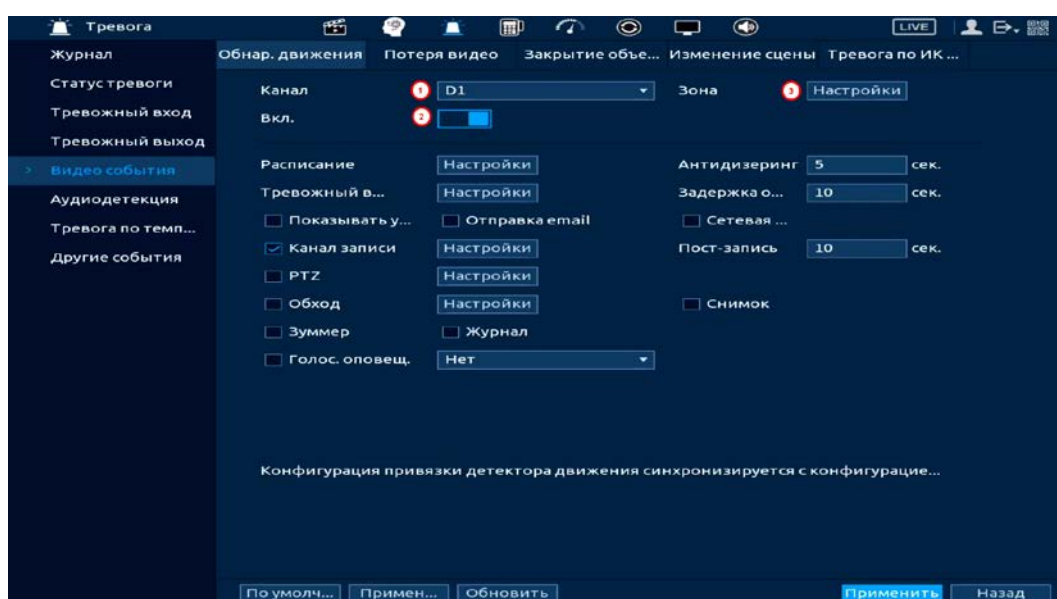 Тревога LIVE
Журнал
Статус тревоги
Тревожный вход
Тревожный выход
Видео события
Аудиодетекция
Тревога по темп...
Другие события
Обнар. движения Потеря видео Закрытие объе... Изменение сцены Тревога по ИК ...
Канал 1 D1 Зона 3 Настройки
Вкл. 2
Расписание Настройки Антидизеринг 5 сек.
Тревожный в... Настройки Задержка о... 10 сек.
Показывать у... Отправка email Сетевая ...
Канал записи Настройки Пост-запись 10 сек.
PTZ Настройки
Обход Настройки Снимок
Зуммер Журнал
Голос. оповещ. Нет
Конфигурация привязки детектора движения синхронизируется с конфигурацие...
По умолч... Примен... Обновить Применить Назад